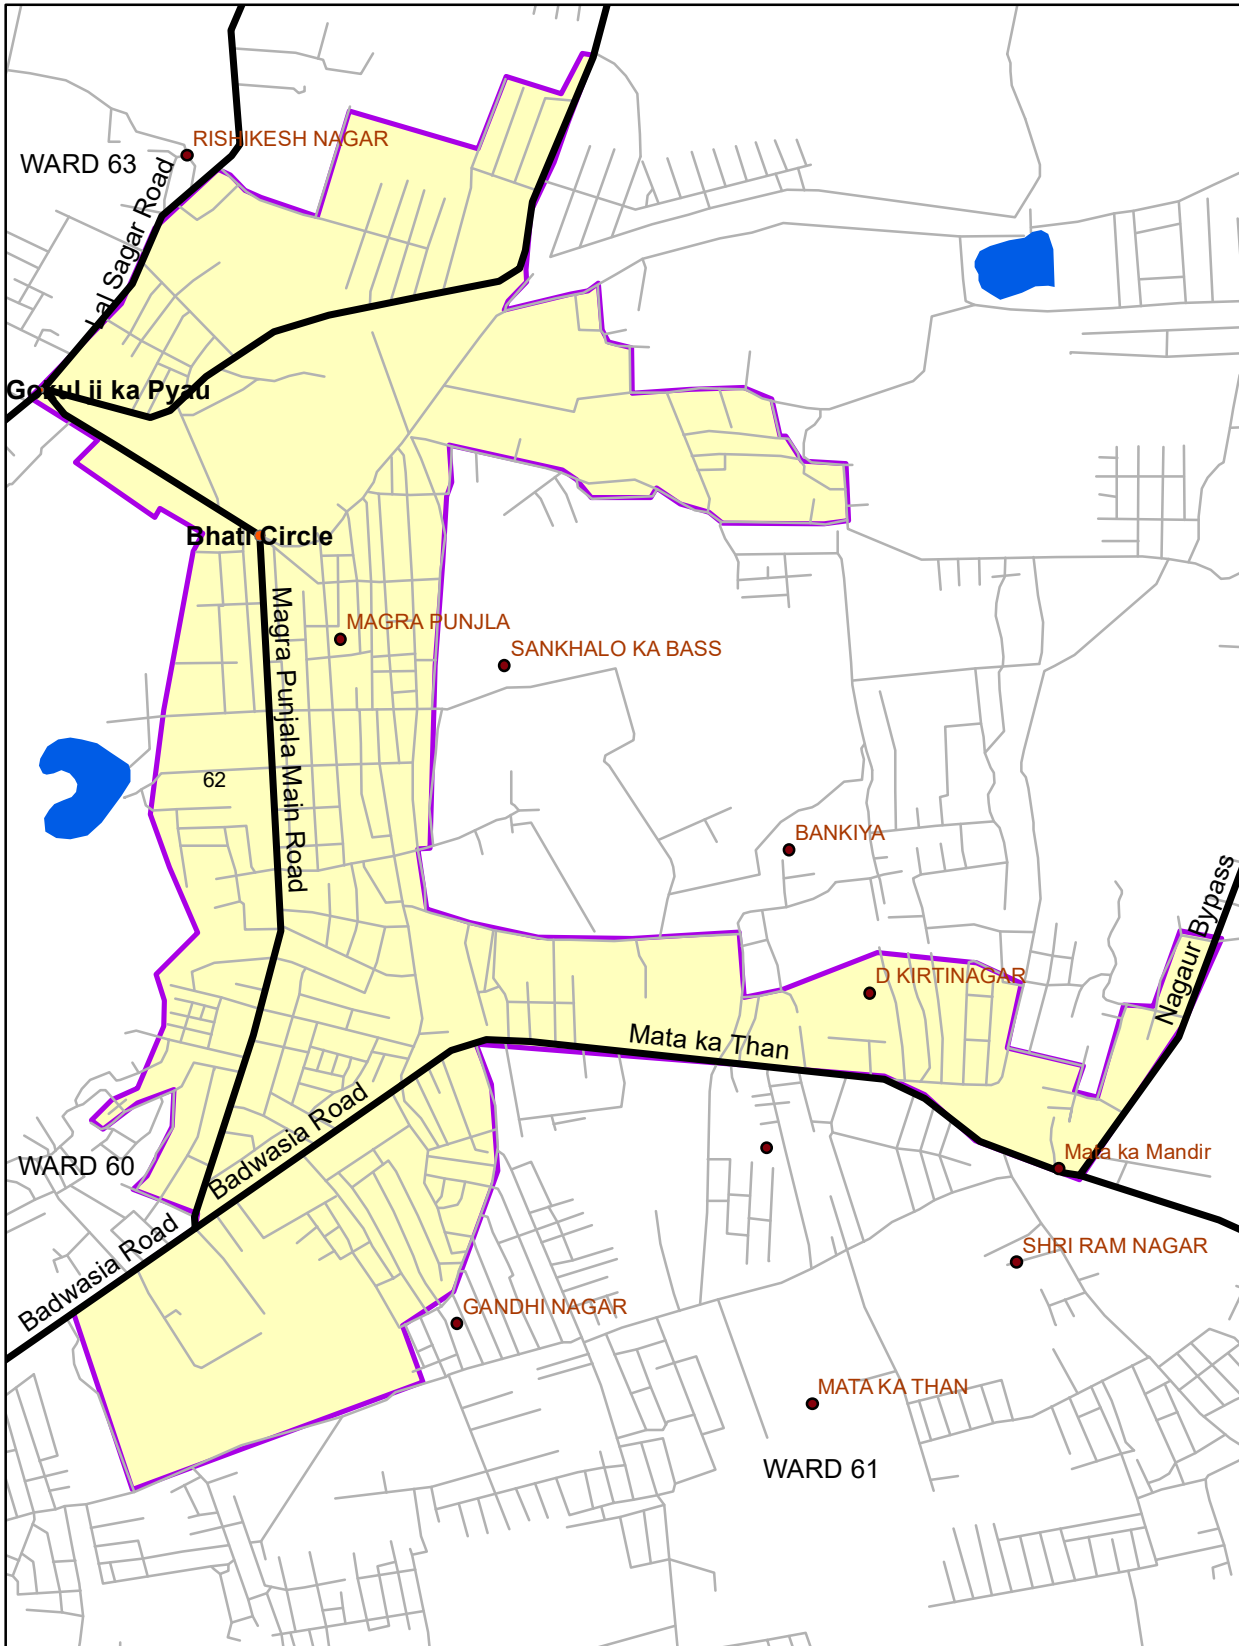 RISHIKESH NAGAR
WARD 63
Lal Sagar Road
Gokul ji ka Pyau
Bhati Circle
Magra Punjala Main Road
MAGRA PUNJLA
SANKHALO KA BASS
62
BANKIYA
Nagaur Bypass
D KIRTINAGAR
Mata ka Than
Badwasia Road
WARD 60
Mata ka Mandir
Badwasia Road
SHRI RAM NAGAR
GANDHI NAGAR
MATA KA THAN
WARD 61